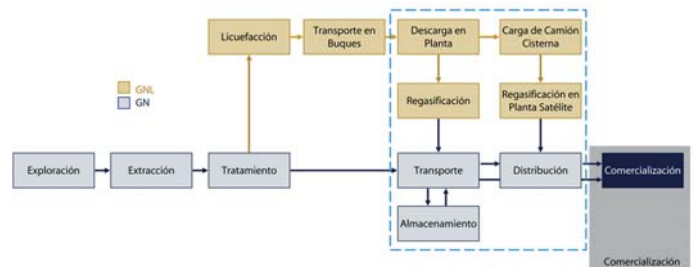 Licuefacción
Transporte en
Buques
Descarga en
Planta
Carga de Camión
Cisterna
GNL
GN
Regasificación
Regasificación en
Planta Satélite
Exploración
Extracción
Tratamiento
Transporte
Distribución
Comercialización
Almacenamiento
Comercialización